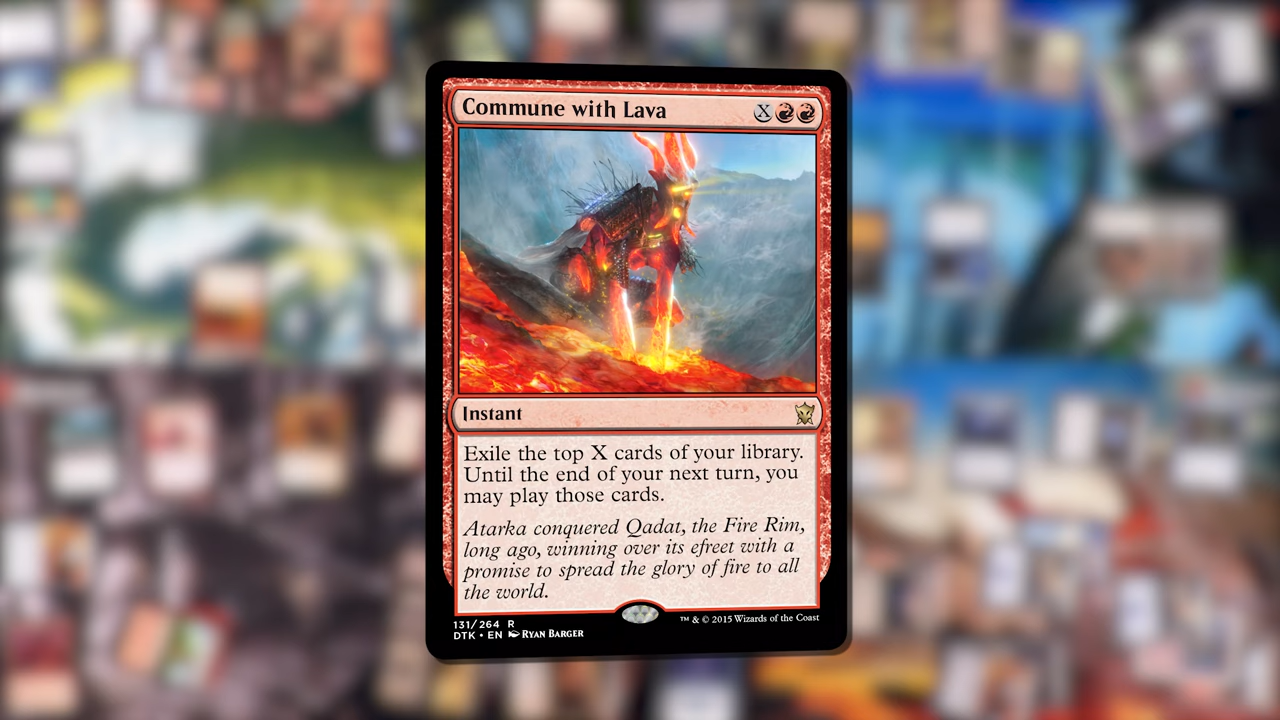 Commune with Lava X
Instant
Exile the top X cards of your library.
Until the end of your next turn, you
may play those cards.
Atarka conquered Qadat, the Fire Rim,
long ago, winning over its efreet with a
promise to spread the glory of fire to all
the world.
131/264 R
DTK • EN Ryan Barger
™ & © 2015 Wizards of the Coast